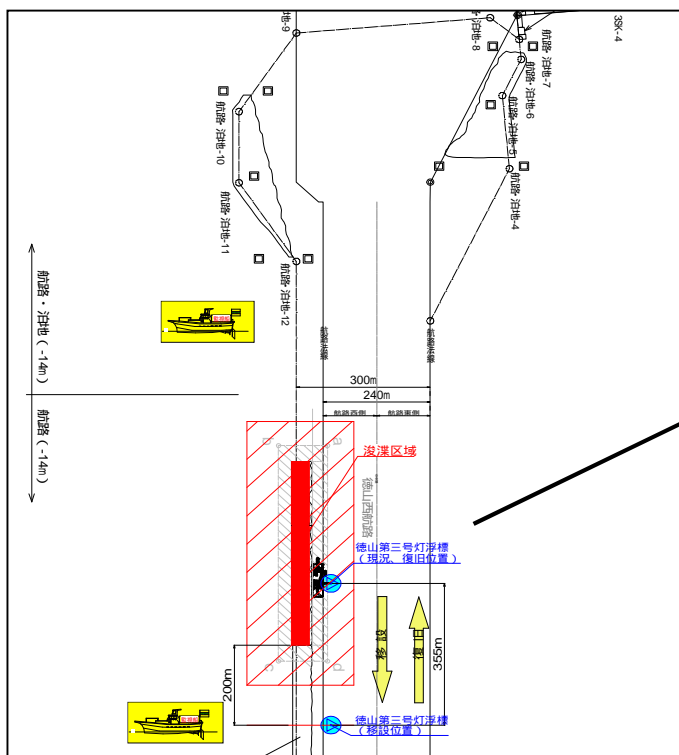 泊地-9
泊地-8
3SK-4
航路・泊地-7
航路・泊地-6
航路・泊地-5
航路・泊地-4
航路・泊地-10
航路・泊地-11
航路・泊地-12
航路・泊地(-14m)
航路(-14m)
航路法線
航路法線
300m
240m
航路西側
航路東側
a
b
c
d
浚渫区域
徳山西航路
徳山第三号灯浮標
(現況、復旧位置)
移設
復旧
355m
200m
徳山第三号灯浮標
(移設位置)